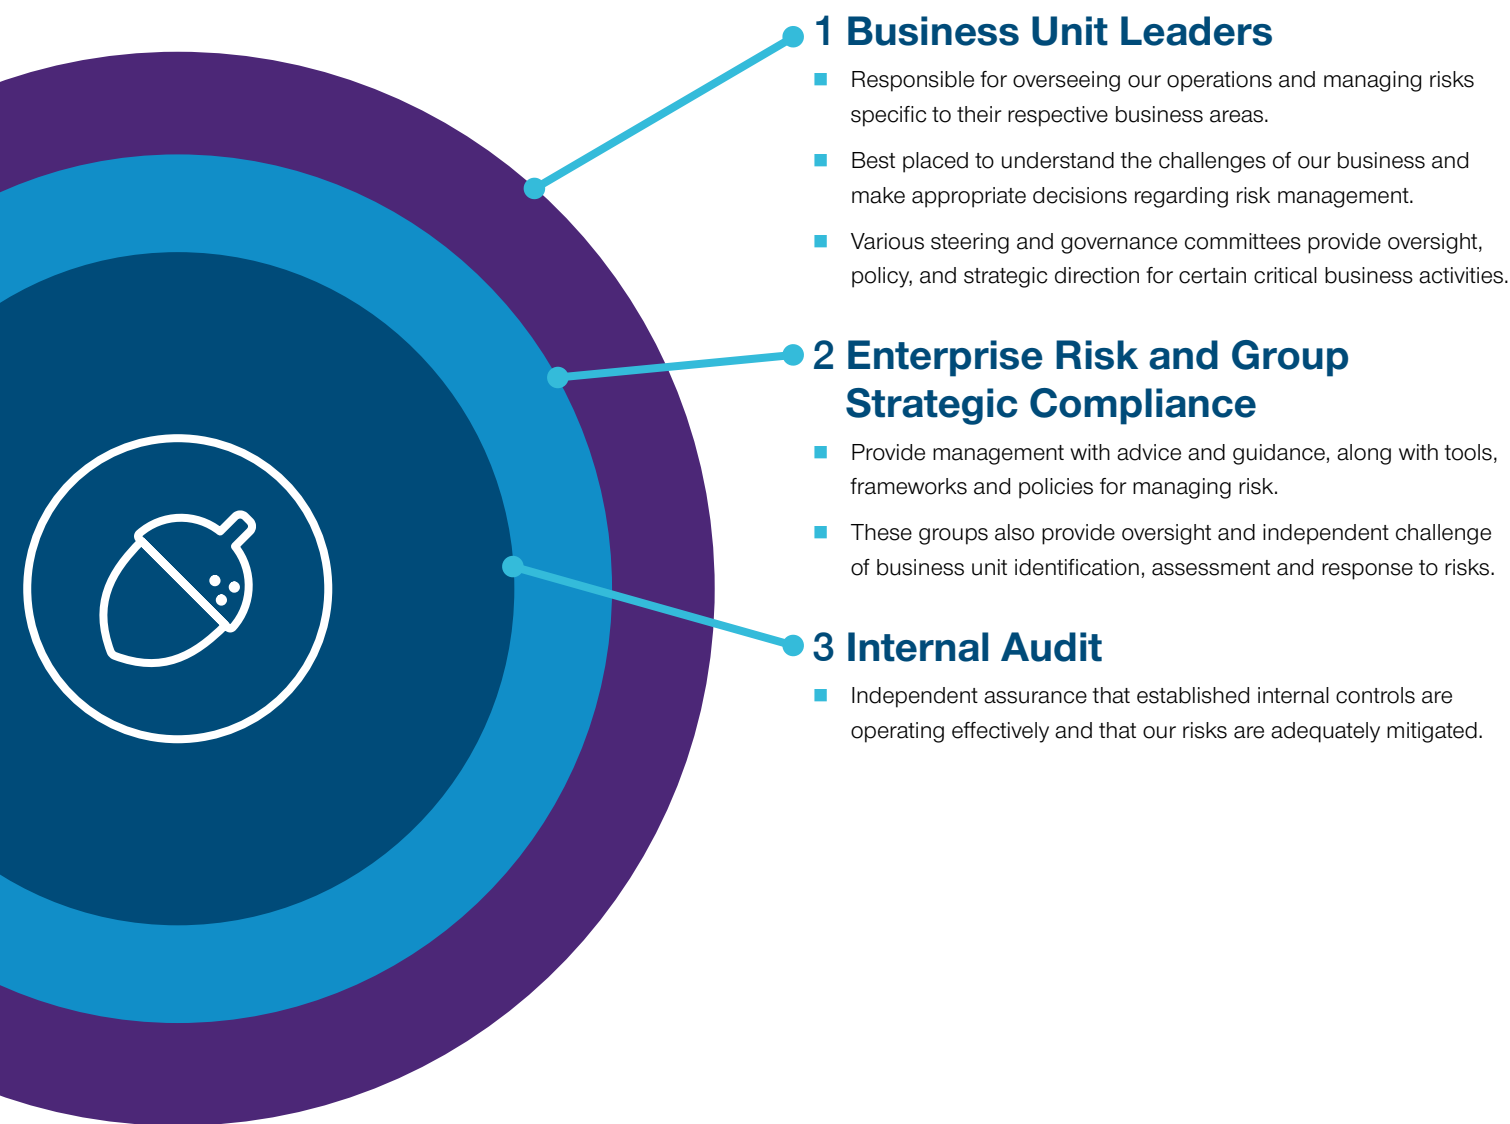 1 Business Unit Leaders
■ Responsible for overseeing our operations and managing risks
specific to their respective business areas.
■ Best placed to understand the challenges of our business and
make appropriate decisions regarding risk management.
■ Various steering and governance committees provide oversight,
policy, and strategic direction for certain critical business activities.
2 Enterprise Risk and Group
Strategic Compliance
■ Provide management with advice and guidance, along with tools,
frameworks and policies for managing risk.
■ These groups also provide oversight and independent challenge
of business unit identification, assessment and response to risks.
3 Internal Audit
■ Independent assurance that established internal controls are
operating effectively and that our risks are adequately mitigated.